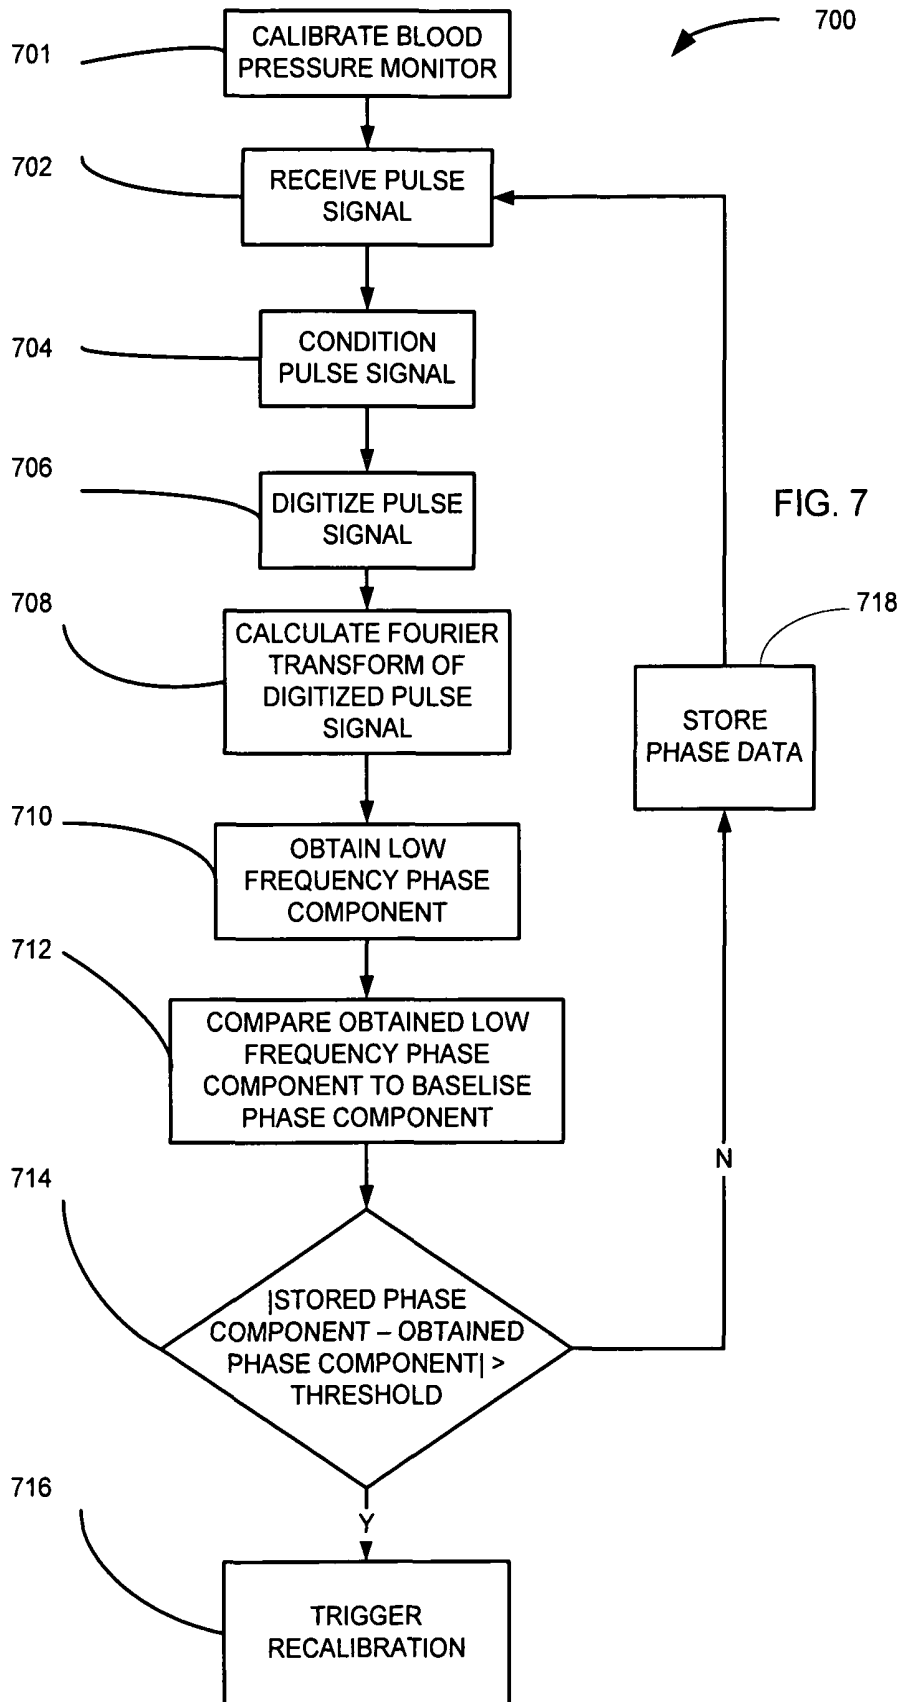 700
701
CALIBRATE BLOOD
PRESSURE MONITOR
702
RECEIVE PULSE
SIGNAL
704
CONDITION
PULSE SIGNAL
706
DIGITIZE PULSE
SIGNAL
FIG. 7
708
CALCULATE FOURIER
TRANSFORM OF
DIGITIZED PULSE
SIGNAL
718
STORE
PHASE DATA
710
OBTAIN LOW
FREQUENCY PHASE
COMPONENT
712
COMPARE OBTAINED LOW
FREQUENCY PHASE
COMPONENT TO BASELISE
PHASE COMPONENT
N
714
|STORED PHASE
COMPONENT – OBTAINED
PHASE COMPONENT| >
THRESHOLD
Y
716
TRIGGER
RECALIBRATION